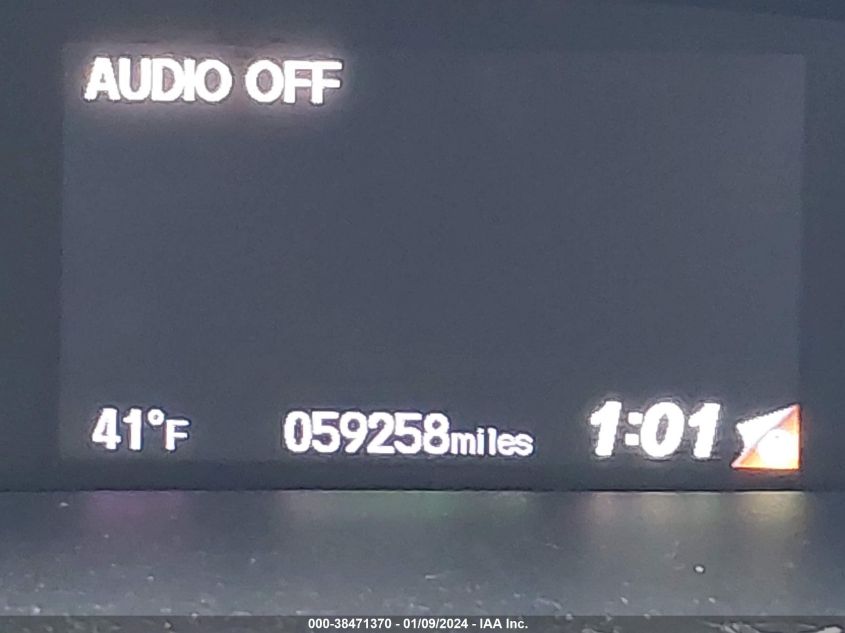 AUDIO OFF
41°F 059258miles 1:01
000-38471370 - 01/09/2024 - IAA Inc.